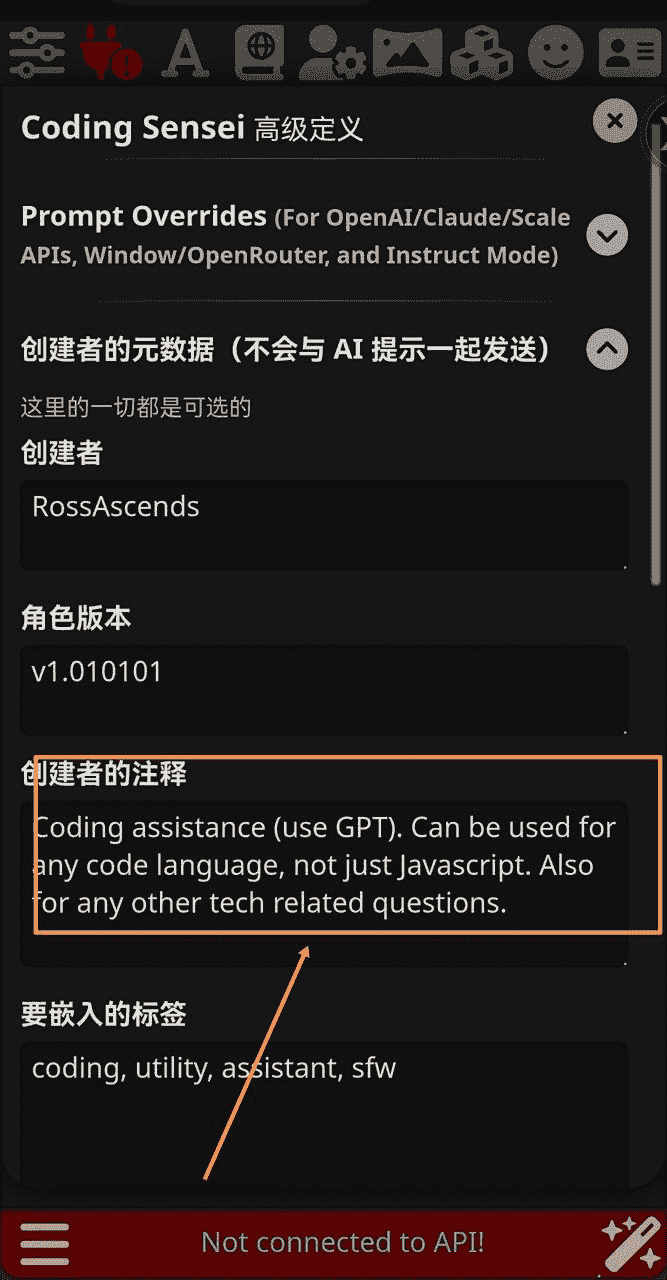 Coding Sensei 高级定义
Prompt Overrides (For OpenAI/Claude/Scale
APIs, Window/OpenRouter, and Instruct Mode)
创建者的元数据（不会与 AI 提示一起发送）
这里的一切都是可选的
创建者
RossAscends
角色版本
v1.010101
创建者的注释
Coding assistance (use GPT). Can be used for
any code language, not just Javascript. Also
for any other tech related questions.
要嵌入的标签
coding, utility, assistant, sfw
Not connected to API!